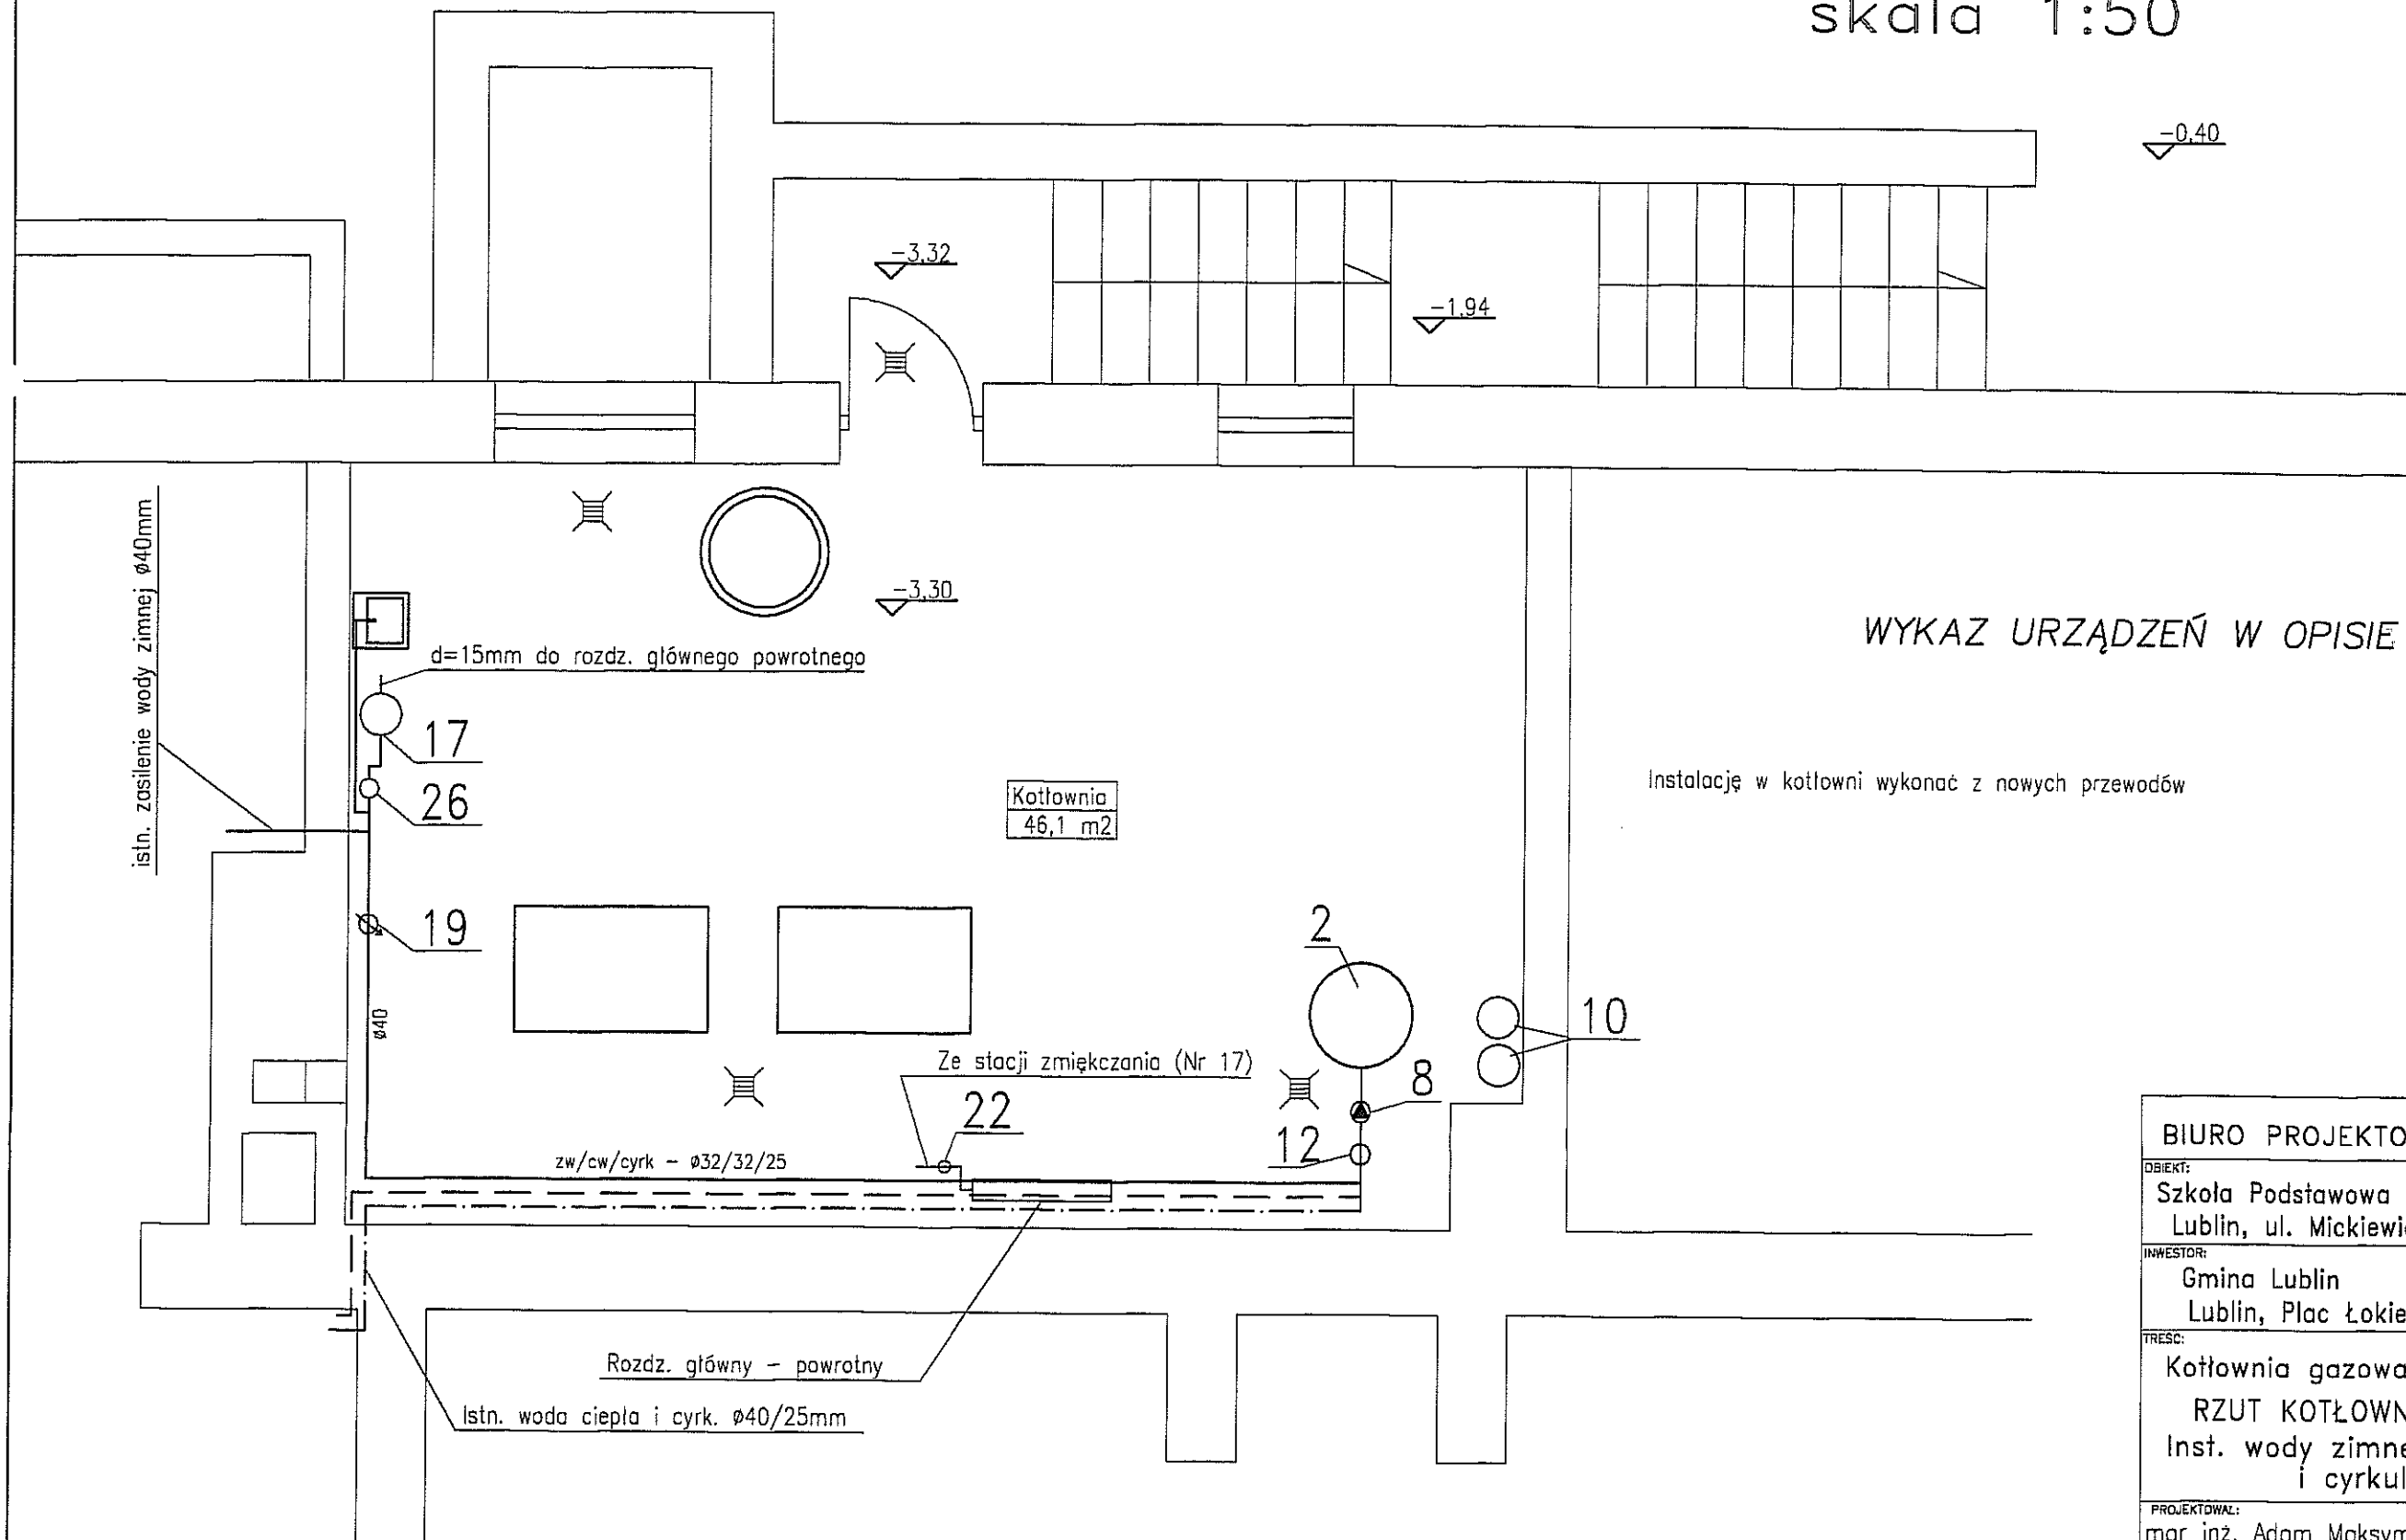 skala 1:50
-0,40
-3,32
-1,94
istn. zasilenie wody zimnej ø40mm
-3,30
WYKAZ URZĄDZEŃ W OPISIE
d=15mm do rozdz. głównego powrotnego
17
26
Kotłownia
46,1 m2
Instalację w kotłowni wykonać z nowych przewodów
19
2
ø40
10
Ze stacji zmiękczania (Nr 17)
8
22
12
zw/cw/cyrk - ø32/32/25
Rozdz. główny - powrotny
Istn. woda ciepła i cyrk. ø40/25mm
BIURO PROJEKTO
OBIEKT:
Szkoła Podstawowa
Lublin, ul. Mickiewi
INWESTOR:
Gmina Lublin
Lublin, Plac Łokie
TREŚĆ:
Kotłownia gazowa
RZUT KOTŁOWN
Inst. wody zimne
i cyrkul
PROJEKTOWAŁ:
mgr inż. Adam Maksym